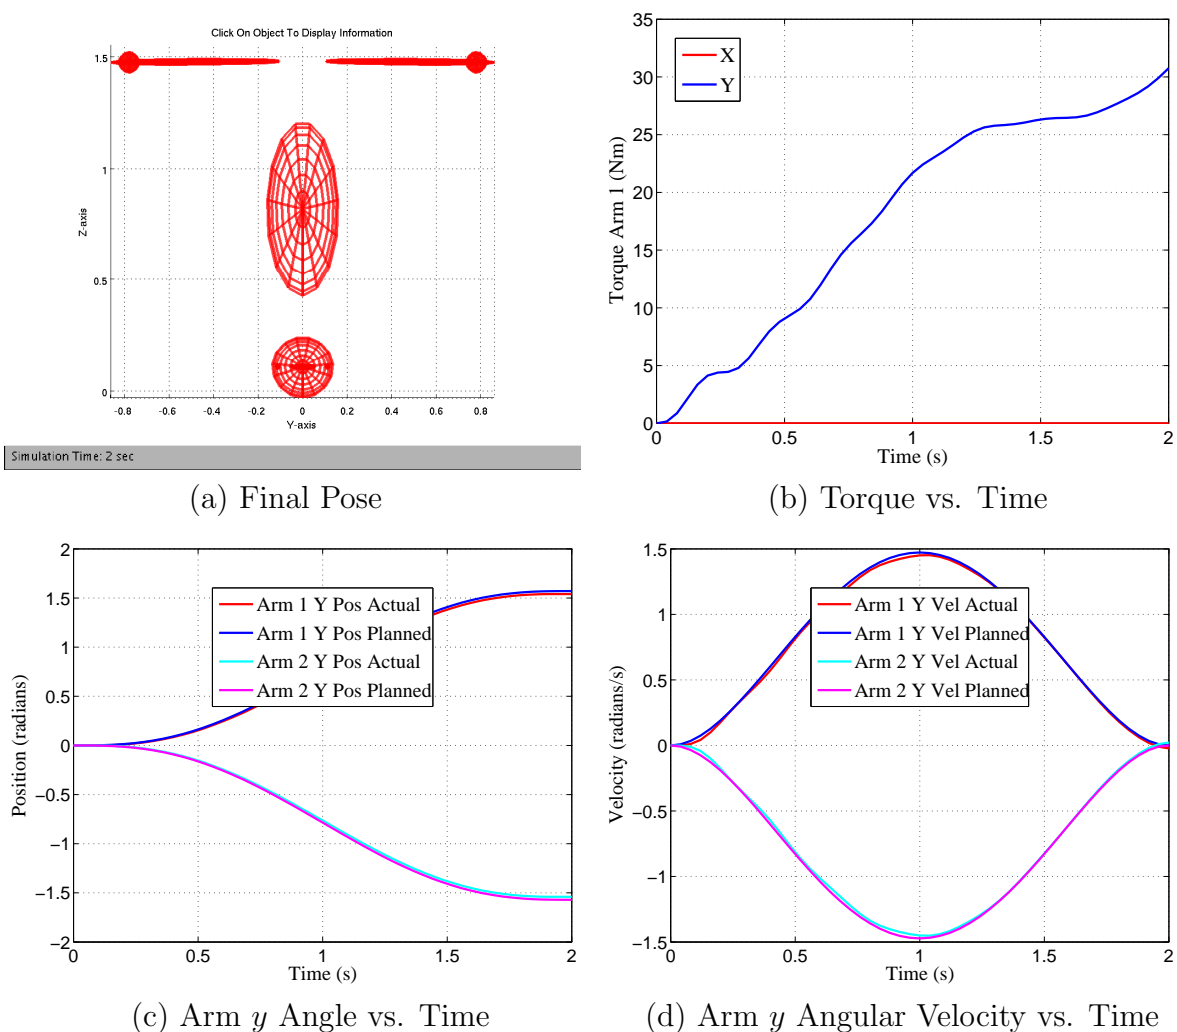 Click On Object To Display Information
1.5
1
0.5
0
Z-axis
-0.8 -0.6 -0.4 -0.2 0 0.2 0.4 0.6 0.8
Y-axis
Simulation Time: 2 sec
(a) Final Pose
35
30
25
20
15
10
5
0
Torque Arm 1 (Nm)
X
Y
0 0.5 1 1.5 2
Time (s)
(b) Torque vs. Time
2
1.5
1
0.5
0
−0.5
−1
−1.5
−2
Position (radians)
Arm 1 Y Pos Actual
Arm 1 Y Pos Planned
Arm 2 Y Pos Actual
Arm 2 Y Pos Planned
0 0.5 1 1.5 2
Time (s)
(c) Arm y Angle vs. Time
1.5
1
0.5
0
−0.5
−1
−1.5
Velocity (radians/s)
Arm 1 Y Vel Actual
Arm 1 Y Vel Planned
Arm 2 Y Vel Actual
Arm 2 Y Vel Planned
0 0.5 1 1.5 2
Time (s)
(d) Arm y Angular Velocity vs. Time